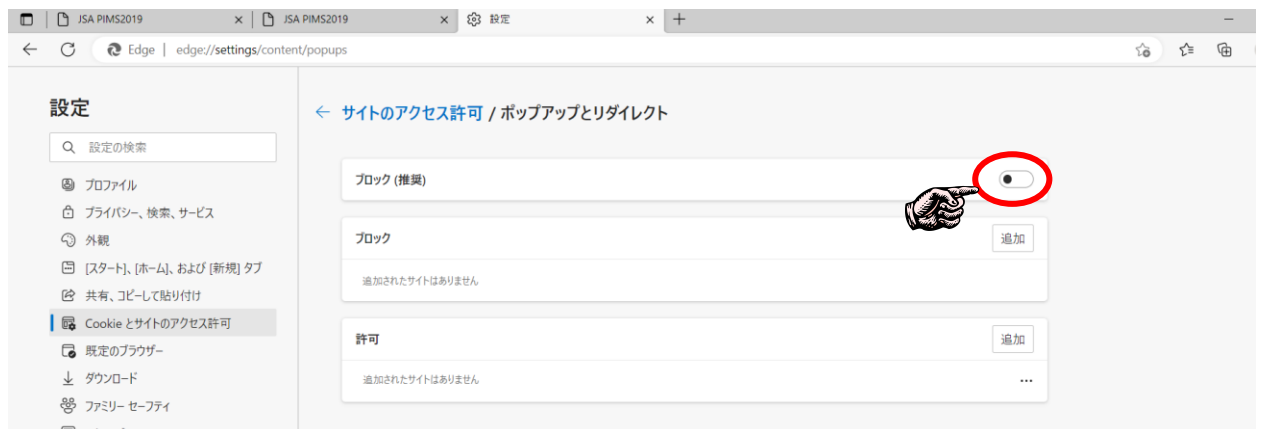 JSA PIMS2019
JSA PIMS2019
設定
Edge | edge://settings/content/popups
設定
設定の検索
プロファイル
プライバシー、検索、サービス
外観
[スタート]、[ホーム]、および [新規] タブ
共有、コピーして貼り付け
Cookie とサイトのアクセス許可
既定のブラウザー
ダウンロード
ファミリー セーフティ
サイトのアクセス許可 / ポップアップとリダイレクト
ブロック (推奨)
ブロック
追加
追加されたサイトはありません
許可
追加
追加されたサイトはありません